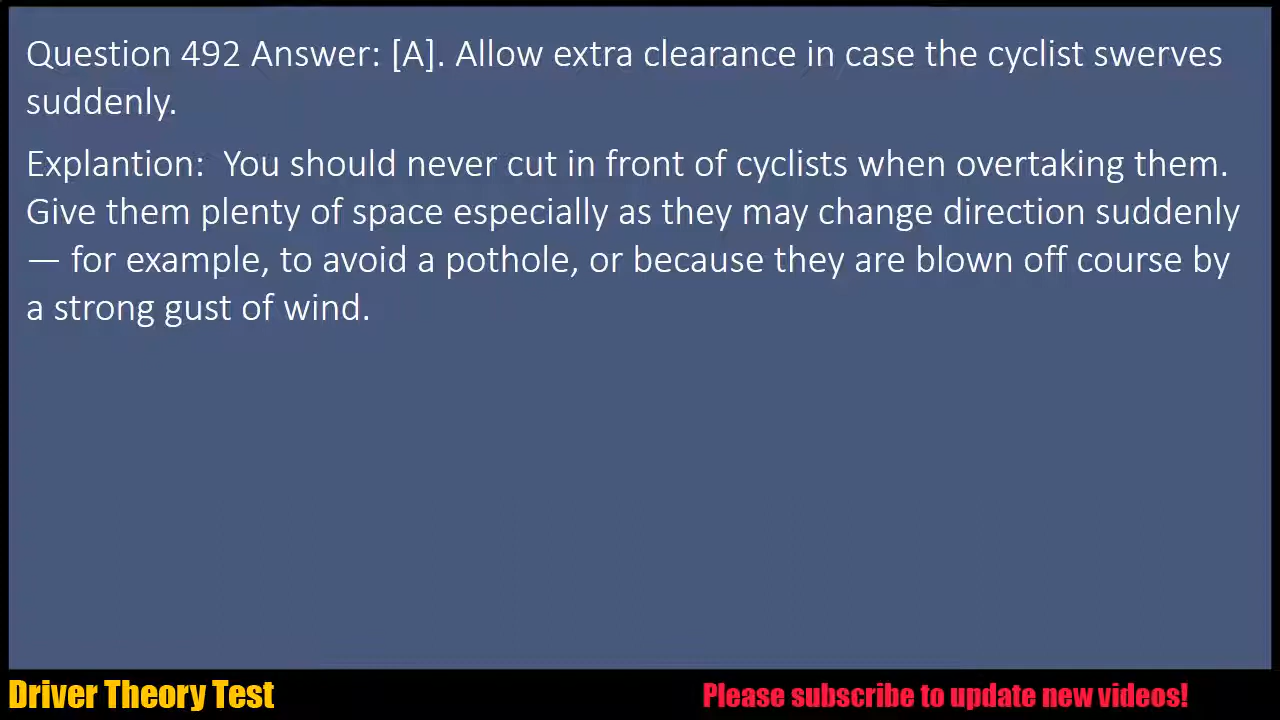 Question 492 Answer: [A]. Allow extra clearance in case the cyclist swerves
suddenly.
Explantion:  You should never cut in front of cyclists when overtaking them.
Give them plenty of space especially as they may change direction suddenly
— for example, to avoid a pothole, or because they are blown off course by
a strong gust of wind.
Driver Theory Test
Please subscribe to update new videos!